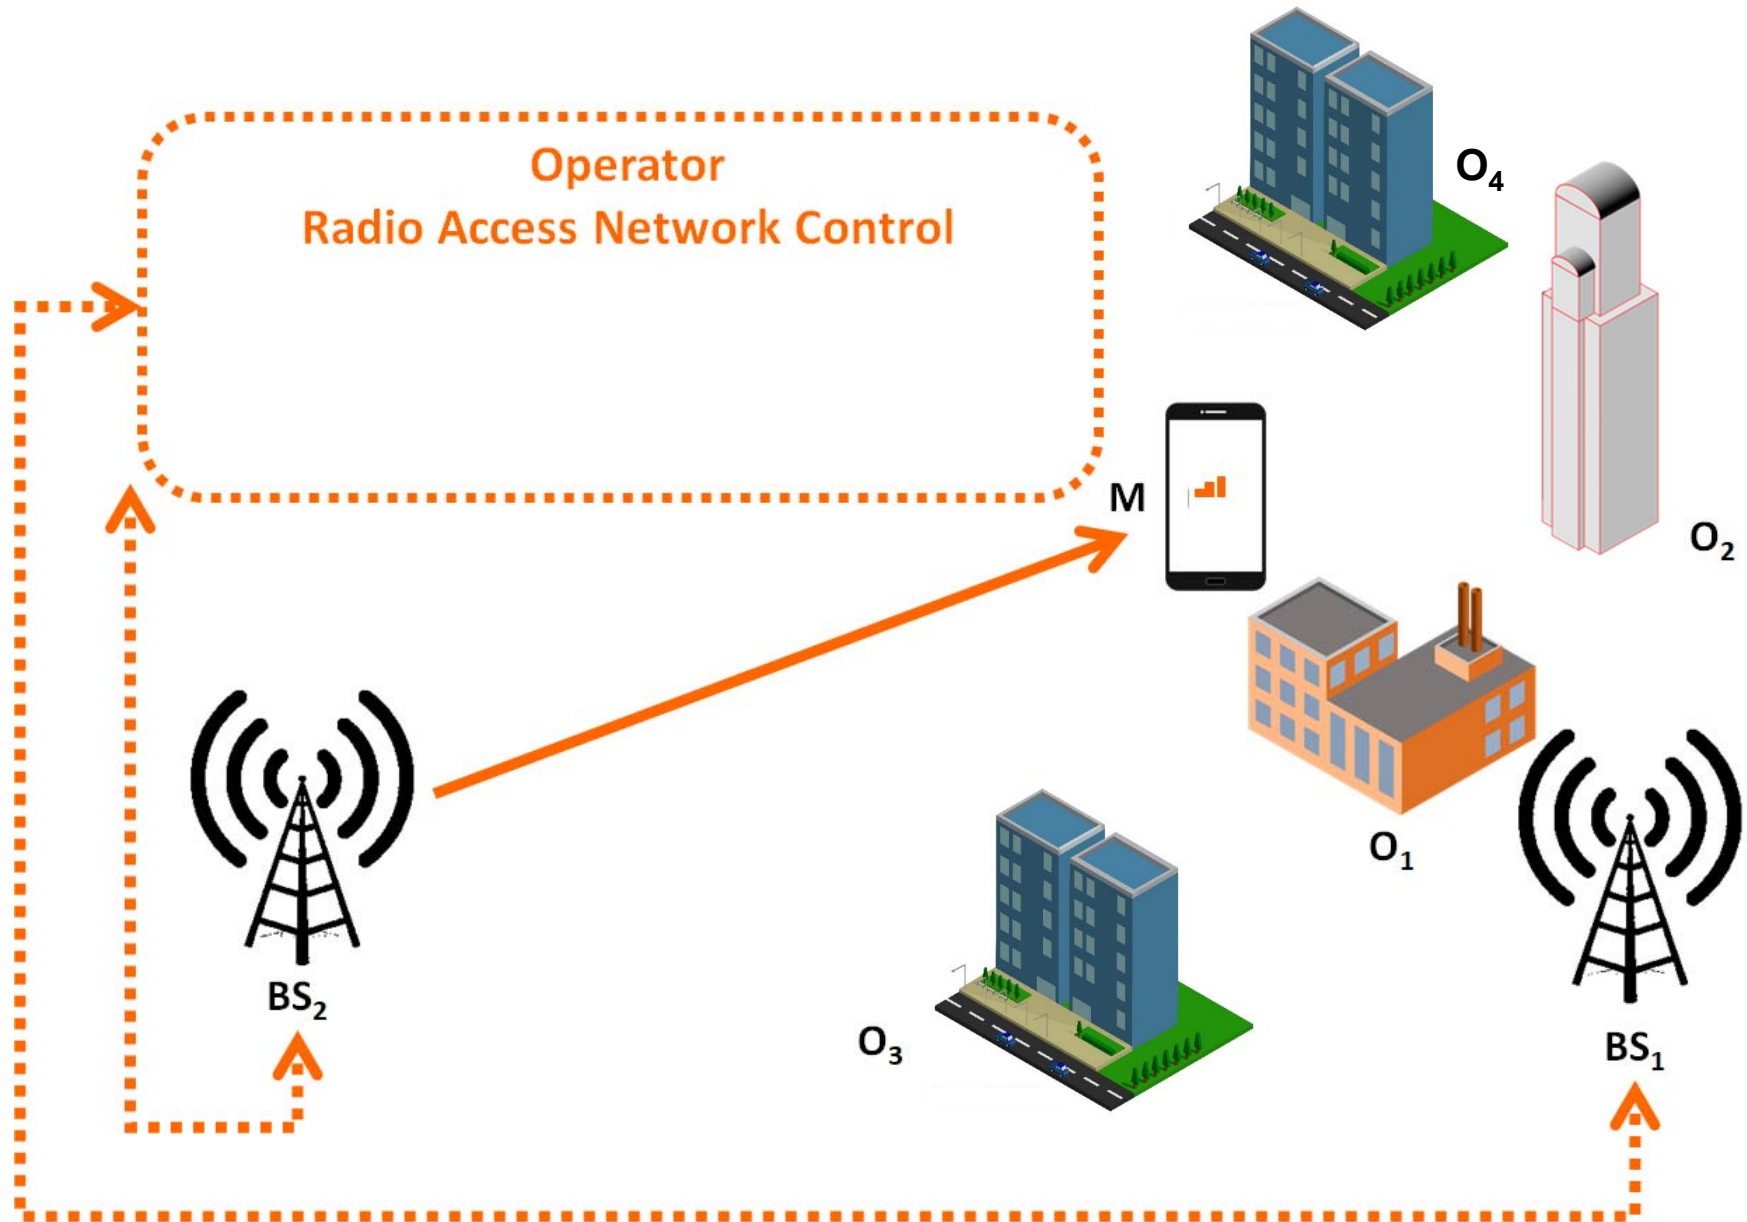 Operator
Radio Access Network Control
O₄
M
O₂
O₁
BS₂
O₃
BS₁